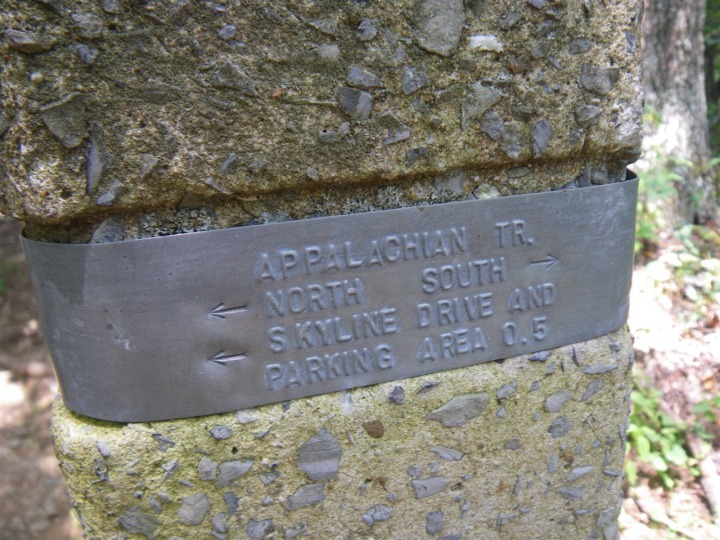 APPALACHIAN TR.
← NORTH SOUTH →
SKYLINE DRIVE AND
← PARKING AREA 0.5